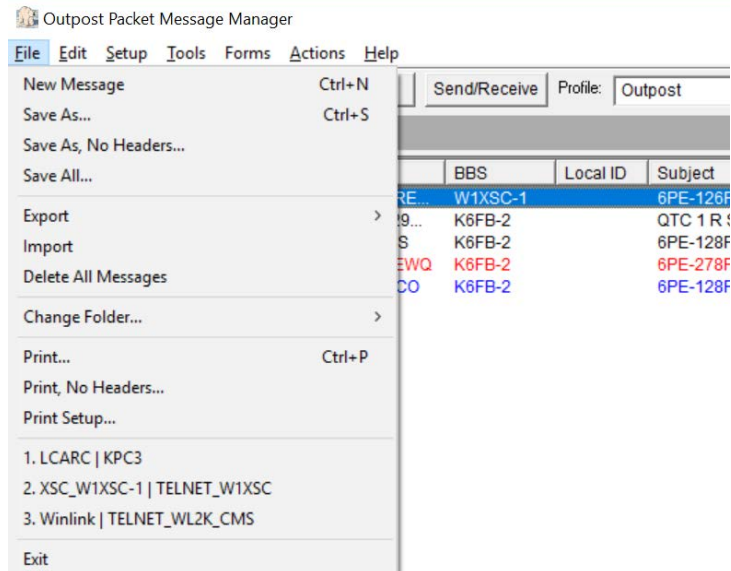 Outpost Packet Message Manager
File Edit Setup Tools Forms Actions Help
New Message Ctrl+N
Save As... Ctrl+S
Save As, No Headers...
Save All...
Export
Import
Delete All Messages
Change Folder...
Print... Ctrl+P
Print, No Headers...
Print Setup...
1. LCARC | KPC3
2. XSC_W1XSC-1 | TELNET_W1XSC
3. Winlink | TELNET_WL2K_CMS
Exit
Send/Receive Profile: Outpost
BBS Local ID Subject
RE... W1XSC-1 6PE-126F
9... K6FB-2 QTC 1 R S
S K6FB-2 6PE-128F
EWQ K6FB-2 6PE-278F
CO K6FB-2 6PE-128F